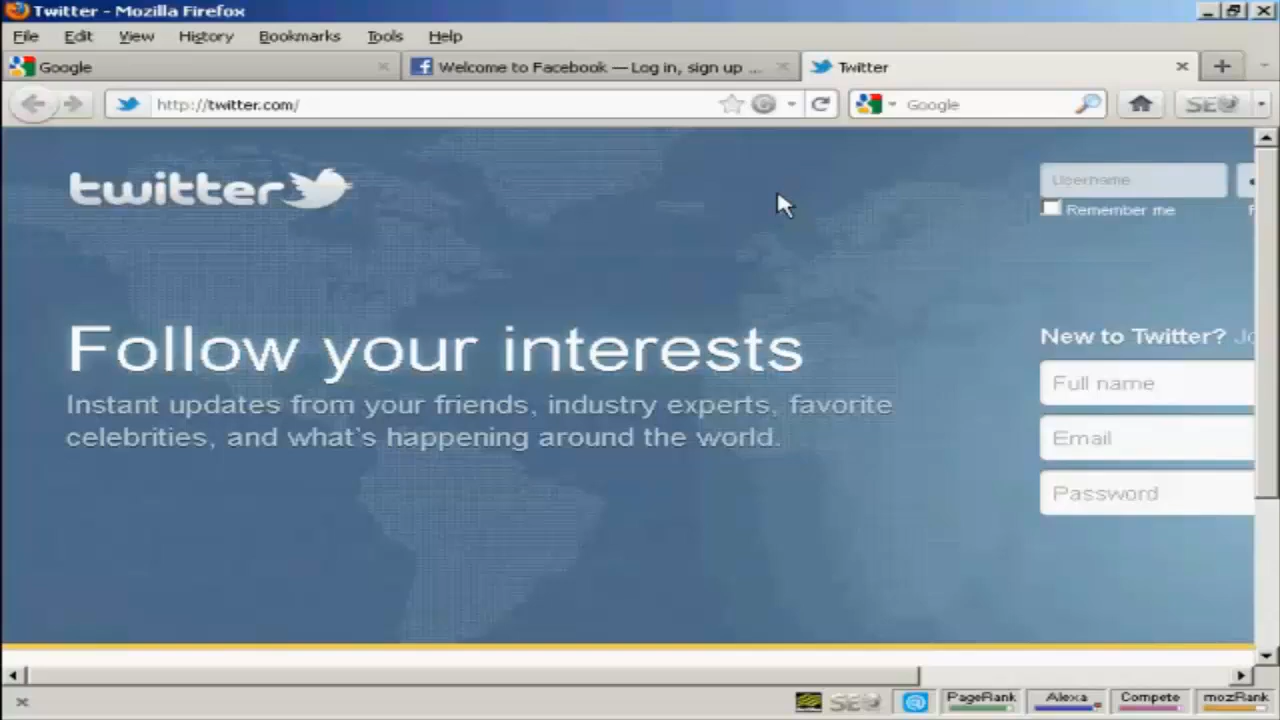 Twitter - Mozilla Firefox
File Edit View History Bookmarks Tools Help
Google
Welcome to Facebook — Log in, sign up ...
Twitter
http://twitter.com/
Google
SEO
twitter
Username
Remember me
Follow your interests
Instant updates from your friends, industry experts, favorite
celebrities, and what's happening around the world.
New to Twitter?
Full name
Email
Password
SEO
PageRank
Alexa
Compete
mozRank